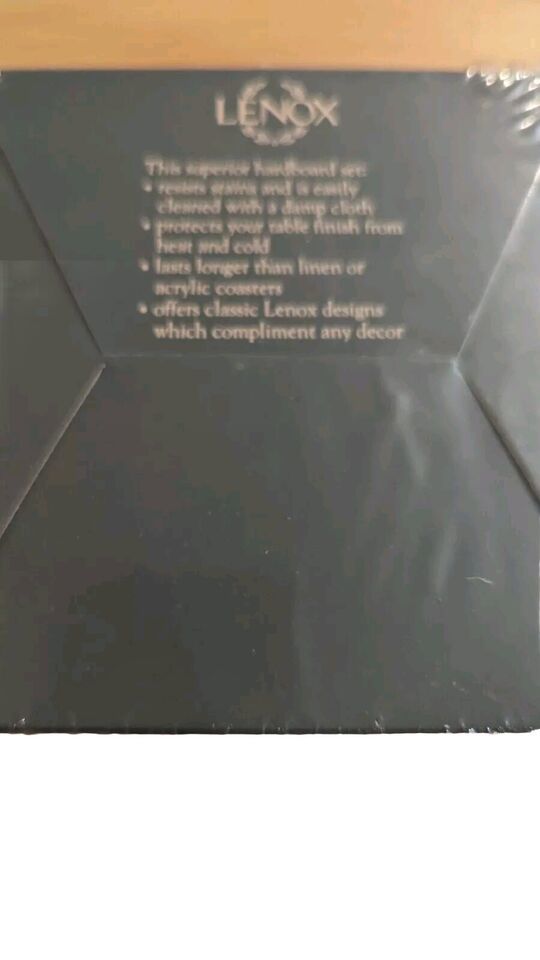 LENOX
This superior hardboard set:
• resists stains and is easily
cleaned with a damp cloth
• protects your table finish from
heat and cold
• lasts longer than linen or
acrylic coasters
• offers classic Lenox designs
which compliment any decor